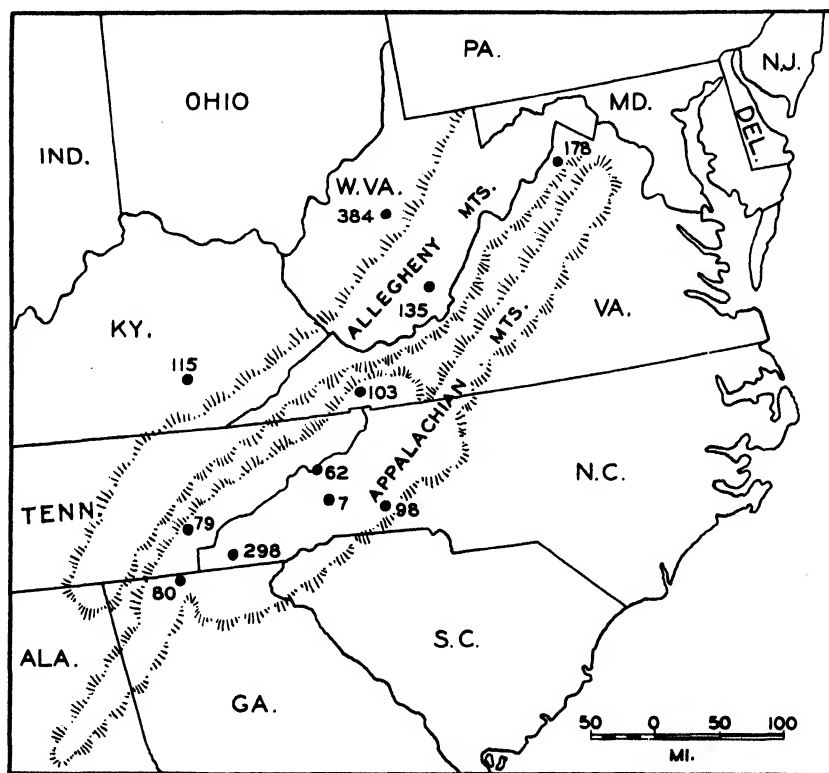 PA.
N.J.
OHIO
MD.
DEL.
IND.
178
W.VA.
384
ALLEGHENY MTS.
135
VA.
KY.
115
103
APPALACHIAN MTS.
62
N.C.
TENN.
79
7
98
298
80
S.C.
ALA.
GA.
50 0 50 100
MI.